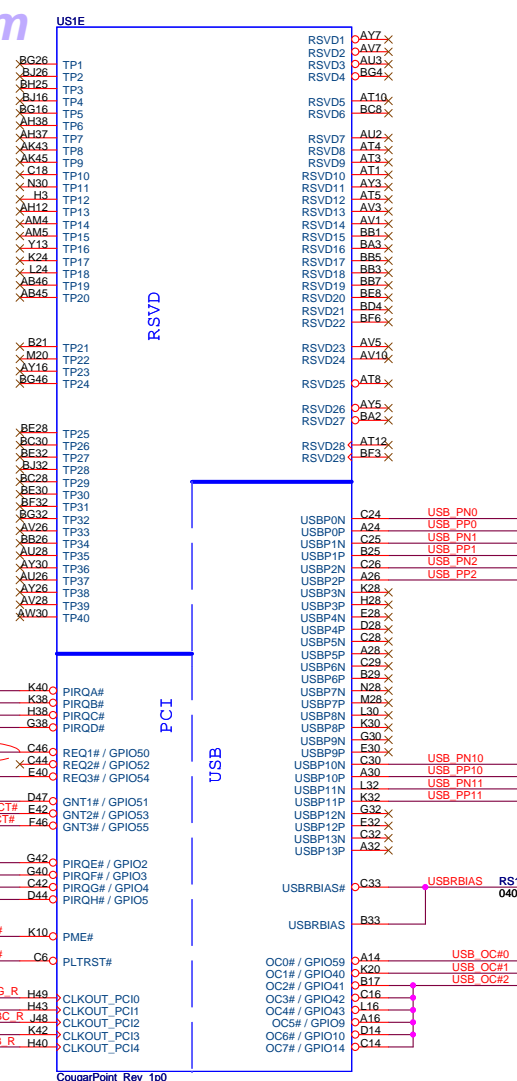 m
US1E
BG26 TP1
BJ26 TP2
BH25 TP3
BJ16 TP4
BG16 TP5
AH38 TP6
AH37 TP7
AK43 TP8
AK45 TP9
C18 TP10
N30 TP11
H3 TP12
AH12 TP13
AM4 TP14
AM5 TP15
Y13 TP16
K24 TP17
L24 TP18
AB46 TP19
AB45 TP20
B21 TP21
M20 TP22
AY16 TP23
BG46 TP24
BE28 TP25
BC30 TP26
BE32 TP27
BJ32 TP28
BC28 TP29
BE30 TP30
BF32 TP31
BG32 TP32
AV26 TP33
BB26 TP34
AU28 TP35
AY30 TP36
AU26 TP37
AY26 TP38
AV28 TP39
AW30 TP40
RSVD
RSVD1 AY7
RSVD2 AV7
RSVD3 AU3
RSVD4 BG4
RSVD5 AT10
RSVD6 BC8
RSVD7 AU2
RSVD8 AT4
RSVD9 AT3
RSVD10 AT1
RSVD11 AY3
RSVD12 AT5
RSVD13 AV3
RSVD14 AV1
RSVD15 BB1
RSVD16 BA3
RSVD17 BB5
RSVD18 BB3
RSVD19 BB7
RSVD20 BE8
RSVD21 BD4
RSVD22 BF6
RSVD23 AV5
RSVD24 AV10
RSVD25 AT8
RSVD26 AY5
RSVD27 BA2
RSVD28 AT12
RSVD29 BF3
K40 PIRQA#
K38 PIRQB#
H38 PIRQC#
G38 PIRQD#
C46 REQ1# / GPIO50
C44 REQ2# / GPIO52
E40 REQ3# / GPIO54
D47 GNT1# / GPIO51
CT# E42 GNT2# / GPIO53
CT# F46 GNT3# / GPIO55
G42 PIRQE# / GPIO2
G40 PIRQF# / GPIO3
C42 PIRQG# / GPIO4
D44 PIRQH# / GPIO5
# K10 PME#
# C6 PLTRST#
G_R H49 CLKOUT_PCI0
H43 CLKOUT_PCI1
BC_R J48 CLKOUT_PCI2
K42 CLKOUT_PCI3
B_R H40 CLKOUT_PCI4
PCI
USB
USBP0N C24 USB_PN0
USBP0P A24 USB_PP0
USBP1N C25 USB_PN1
USBP1P B25 USB_PP1
USBP2N C26 USB_PN2
USBP2P A26 USB_PP2
USBP3N K28
USBP3P H28
USBP4N E28
USBP4P D28
USBP5N C28
USBP5P A28
USBP6N C29
USBP6P B29
USBP7N N28
USBP7P M28
USBP8N L30
USBP8P K30
USBP9N G30
USBP9P E30
USBP10N C30 USB_PN10
USBP10P A30 USB_PP10
USBP11N L32 USB_PN11
USBP11P K32 USB_PP11
USBP12N G32
USBP12P E32
USBP13N C32
USBP13P A32
USBRBIAS# C33 USBRBIAS RS1
040
USBRBIAS B33
OC0# / GPIO59 A14 USB_OC#0
OC1# / GPIO40 K20 USB_OC#1
OC2# / GPIO41 B17 USB_OC#2
OC3# / GPIO42 C16
OC4# / GPIO43 L16
OC5# / GPIO9 A16
OC6# / GPIO10 D14
OC7# / GPIO14 C14
CougarPoint_Rev_1p0